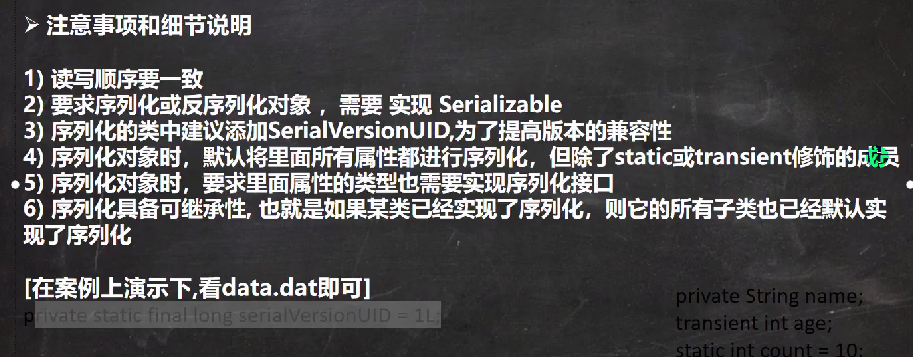 ➢ 注意事项和细节说明
1) 读写顺序要一致
2) 要求序列化或反序列化对象 ，需要 实现 Serializable
3) 序列化的类中建议添加SerialVersionUID,为了提高版本的兼容性
4) 序列化对象时，默认将里面所有属性都进行序列化，但除了static或transient修饰的成员
5) 序列化对象时，要求里面属性的类型也需要实现序列化接口
6) 序列化具备可继承性, 也就是如果某类已经实现了序列化，则它的所有子类也已经默认实
现了序列化
[在案例上演示下,看data.dat即可]
private static final long serialVersionUID = 1L;
private String name;
transient int age;
static int count = 10;